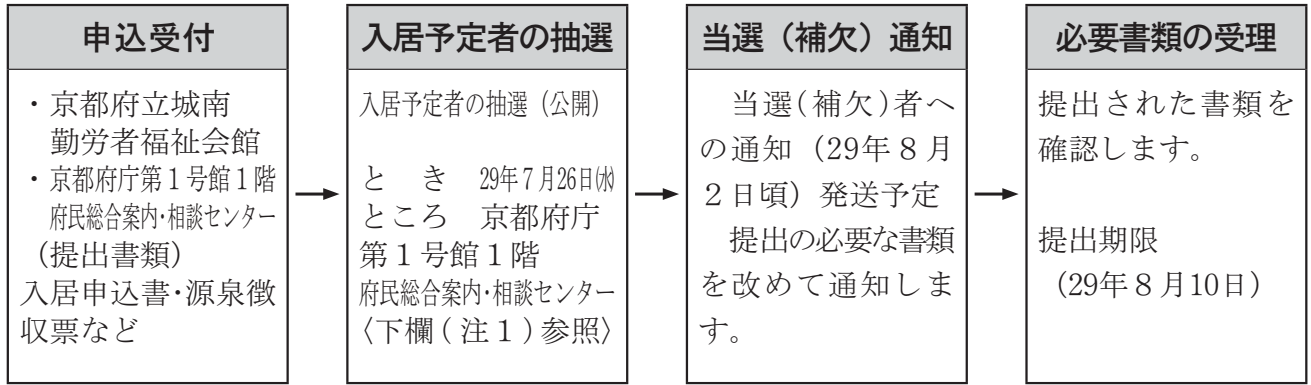 申込受付
・京都府立城南
勤労者福祉会館
・京都府庁第１号館１階
府民総合案内・相談センター
（提出書類）
入居申込書・源泉徴
収票など
入居予定者の抽選
入居予定者の抽選（公開）
と　き　29年７月26日㈬
ところ　京都府庁
第１号館１階
府民総合案内・相談センター
〈下欄(注１)参照〉
当選（補欠）通知
当選(補欠)者へ
の通知（29年８月
２日頃）発送予定
提出の必要な書類
を改めて通知しま
す。
必要書類の受理
提出された書類を
確認します。
提出期限
（29年８月10日）